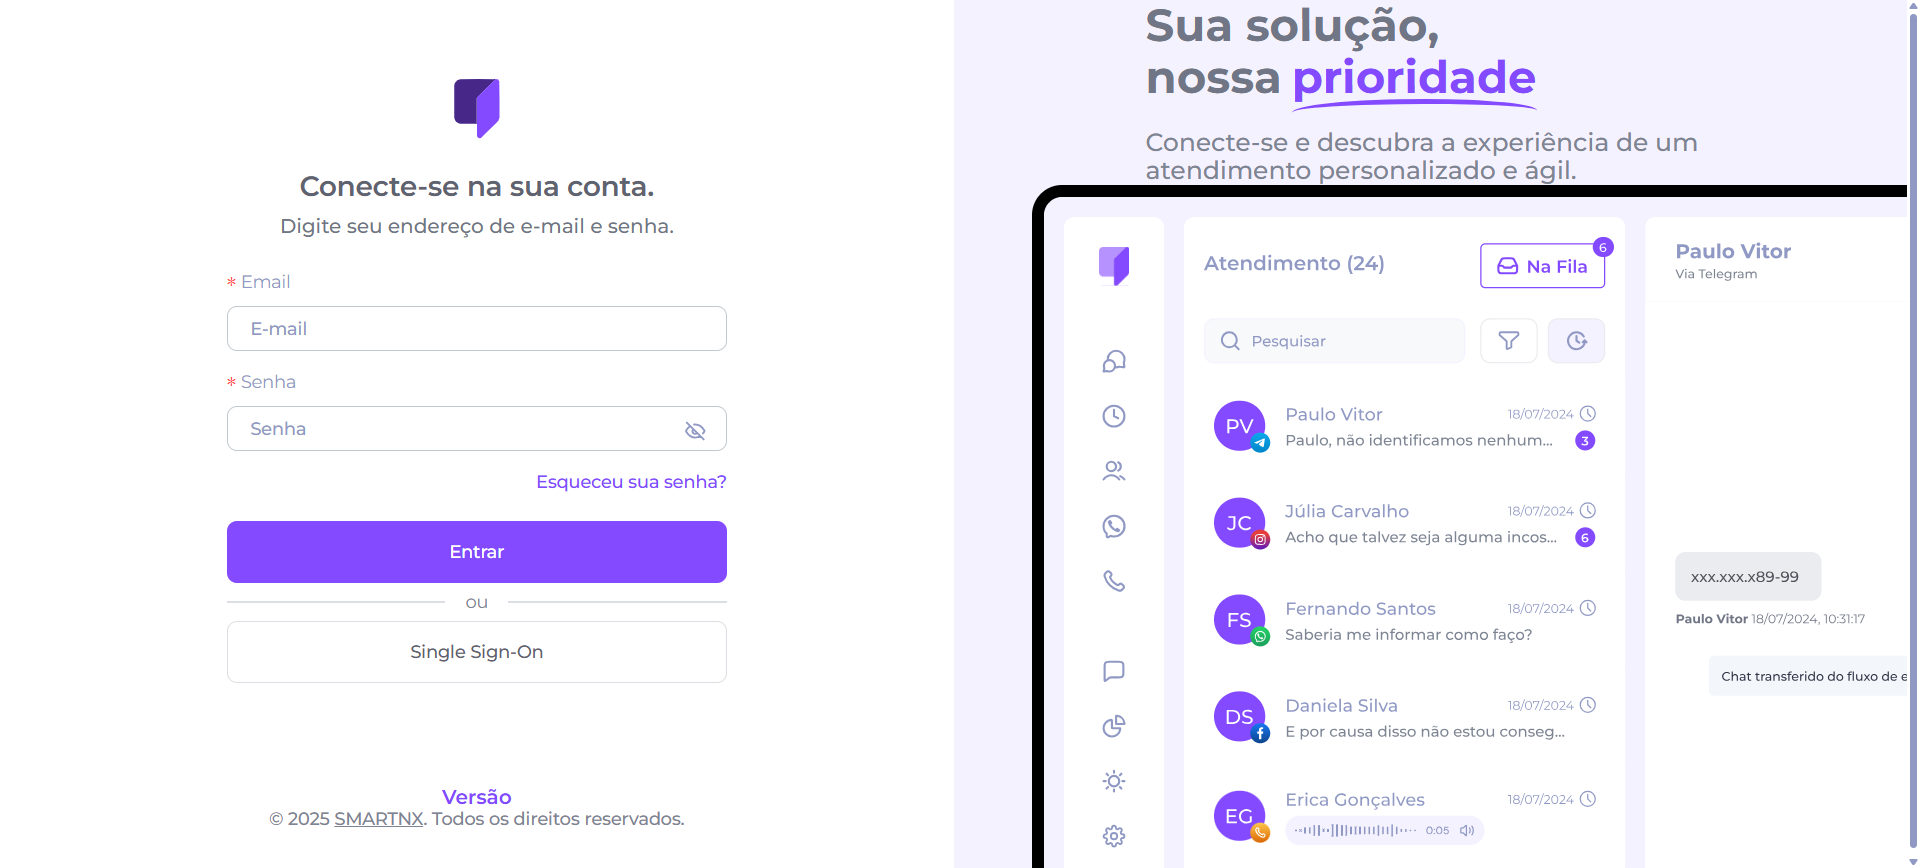 Conecte-se na sua conta.
Digite seu endereço de e-mail e senha.
* Email
E-mail
* Senha
Senha
Esqueceu sua senha?
Entrar
ou
Single Sign-On
Versão
© 2025 SMARTNX. Todos os direitos reservados.
Sua solução,
nossa prioridade
Conecte-se e descubra a experiência de um
atendimento personalizado e ágil.
Atendimento (24)
Na Fila
6
Pesquisar
PV
Paulo Vitor
18/07/2024
Paulo, não identificamos nenhum...
3
JC
Júlia Carvalho
18/07/2024
Acho que talvez seja alguma incos...
6
FS
Fernando Santos
18/07/2024
Saberia me informar como faço?
DS
Daniela Silva
18/07/2024
E por causa disso não estou conseg...
EG
Erica Gonçalves
18/07/2024
0:05
Paulo Vitor
Via Telegram
xxx.xxx.x89-99
Paulo Vitor 18/07/2024, 10:31:17
Chat transferido do fluxo de e